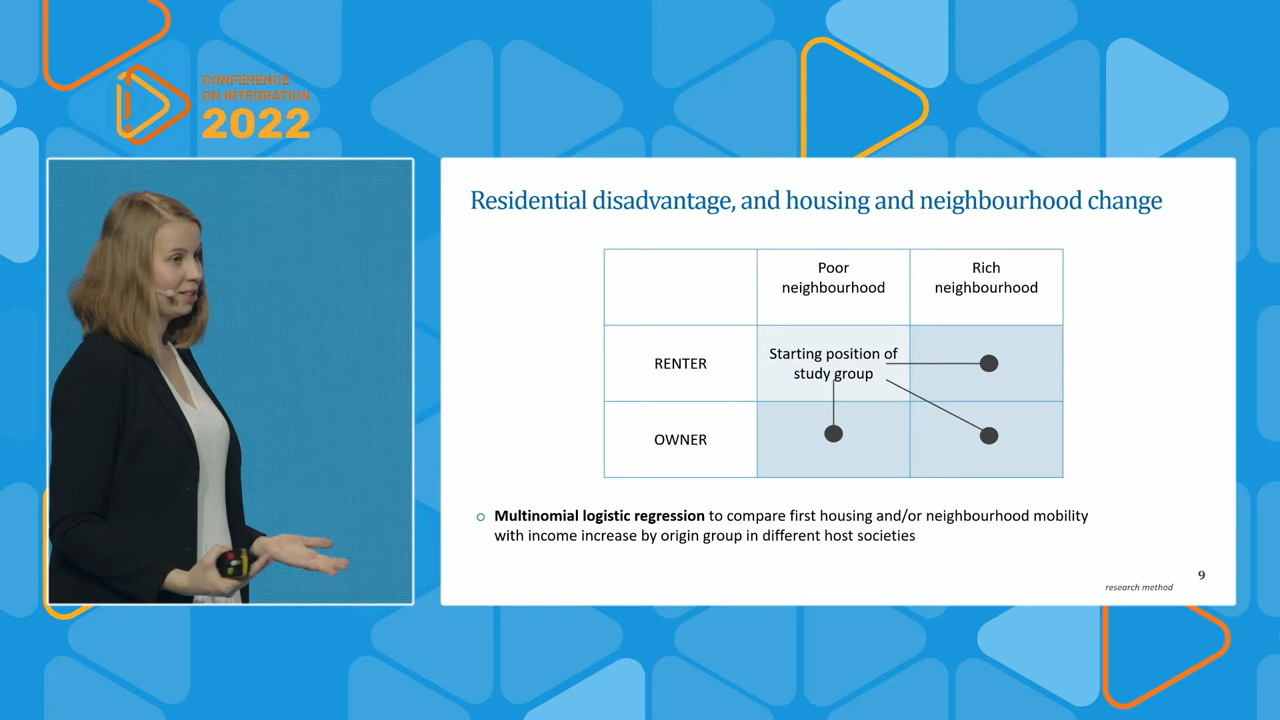 CONFERENCE
ON INTEGRATION
2022
Residential disadvantage, and housing and neighbourhood change
Poor
neighbourhood
Rich
neighbourhood
RENTER
Starting position of
study group
OWNER
Multinomial logistic regression to compare first housing and/or neighbourhood mobility
with income increase by origin group in different host societies
9
research method